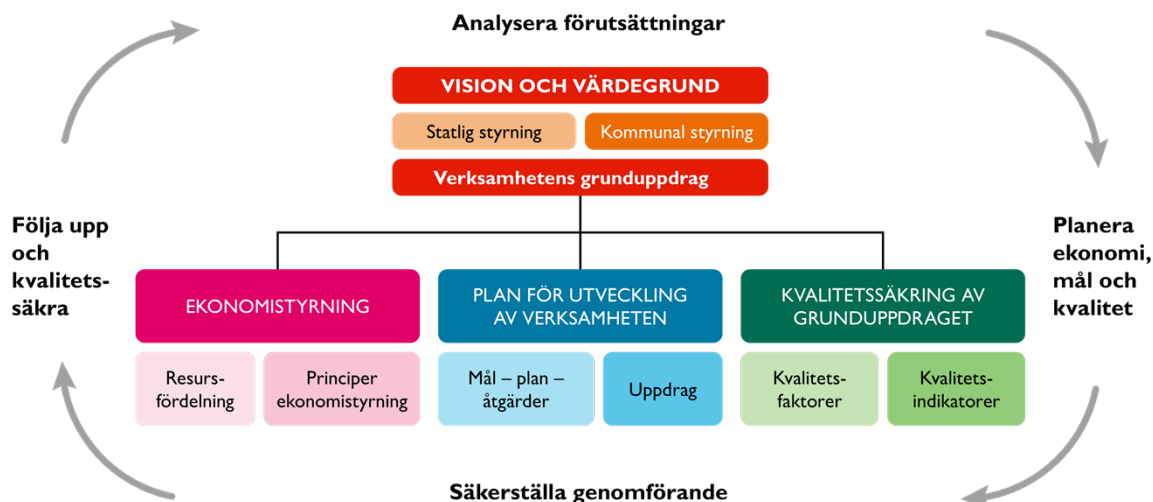 Analysera förutsättningar
VISION OCH VÄRDEGRUND
Statlig styrning
Kommunal styrning
Verksamhetens grunduppdrag
Följa upp
och
kvalitets-
säkra
Planera
ekonomi,
mål och
kvalitet
EKONOMISTYRNING
PLAN FÖR UTVECKLING
AV VERKSAMHETEN
KVALITETSSÄKRING AV
GRUNDUPPDRAGET
Resurs-
fördelning
Principer
ekonomistyrning
Mål – plan –
åtgärder
Uppdrag
Kvalitets-
faktorer
Kvalitets-
indikatorer
Säkerställa genomförande